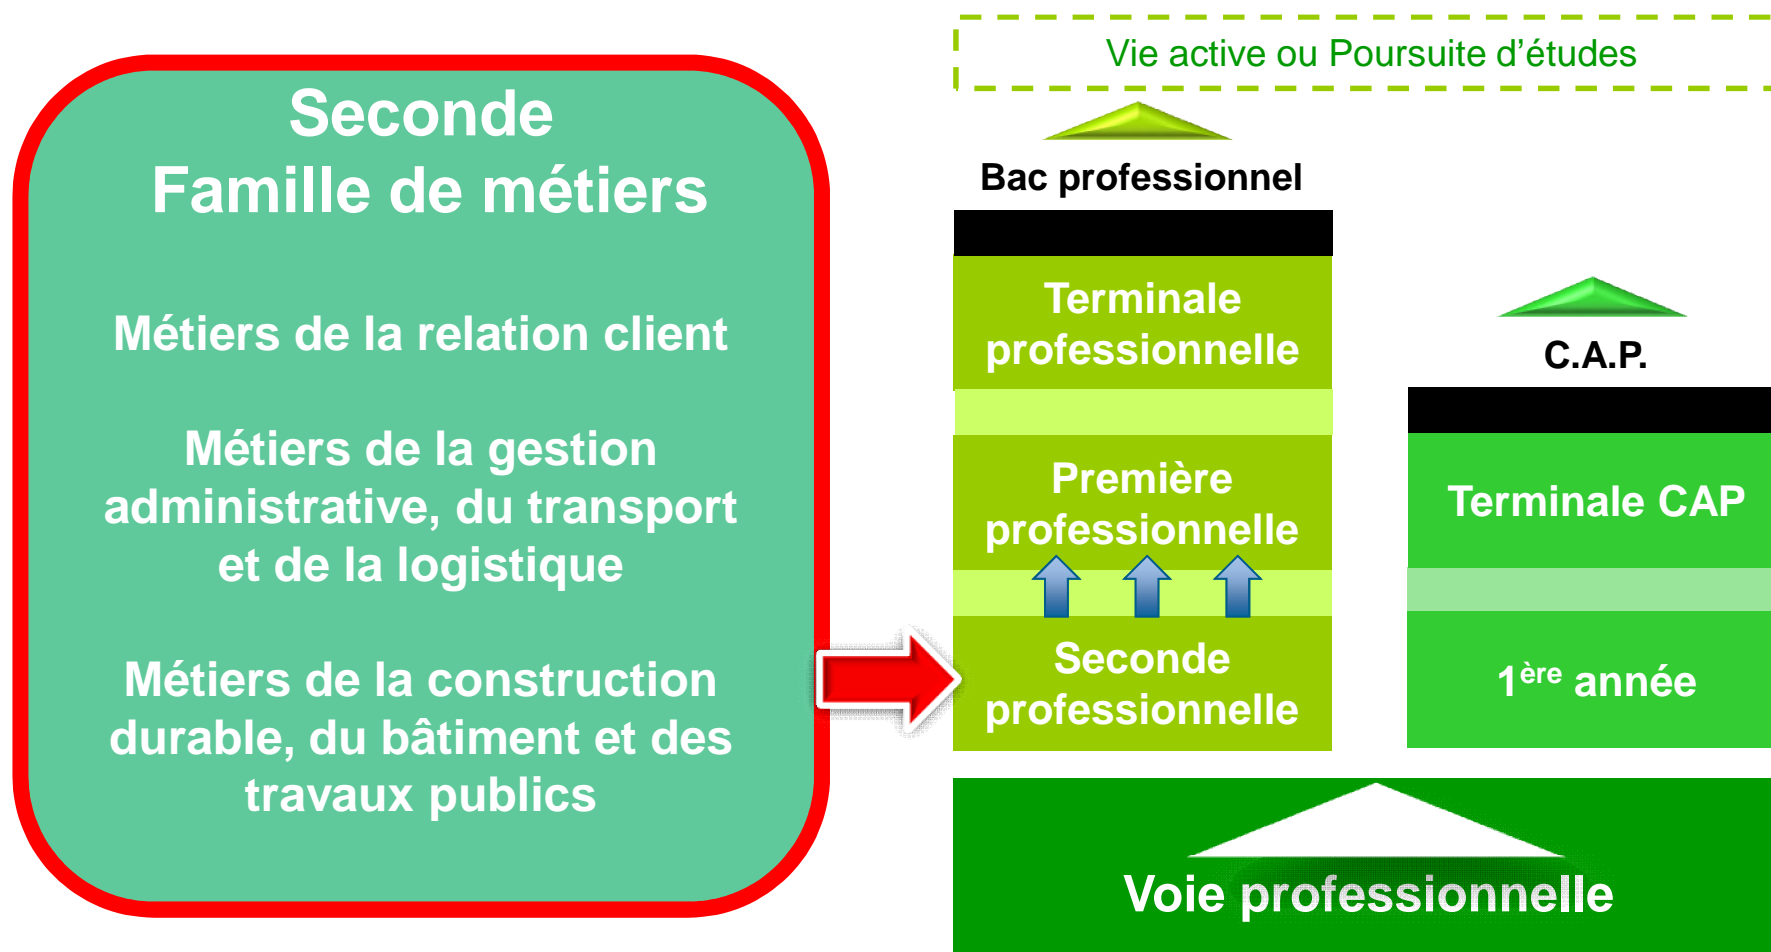 Seconde
Famille de métiers
Métiers de la relation client
Métiers de la gestion
administrative, du transport
et de la logistique
Métiers de la construction
durable, du bâtiment et des
travaux publics
Vie active ou Poursuite d'études
Bac professionnel
Terminale
professionnelle
Première
professionnelle
Seconde
professionnelle
C.A.P.
Terminale CAP
1ère année
Voie professionnelle